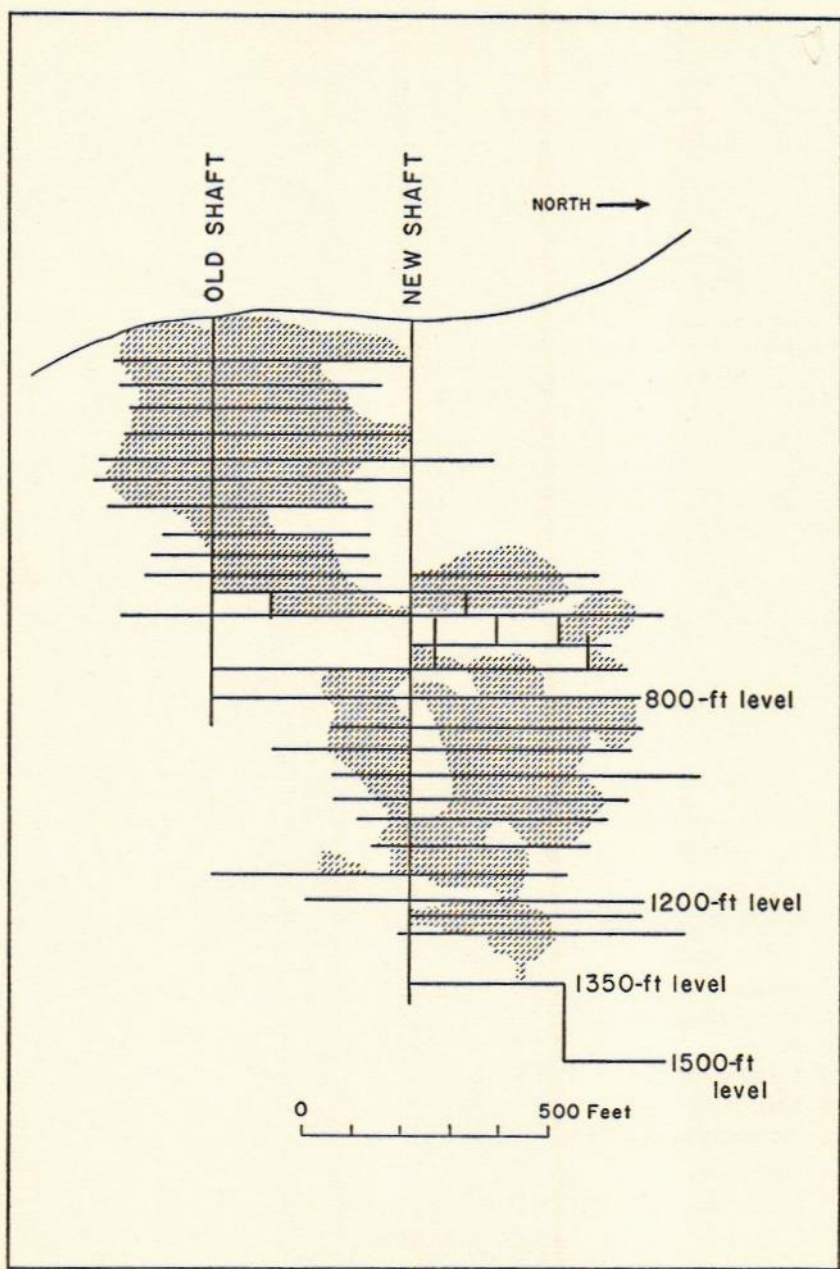 OLD SHAFT
NEW SHAFT
NORTH
800-ft level
1200-ft level
1350-ft level
1500-ft
level
0
500 Feet